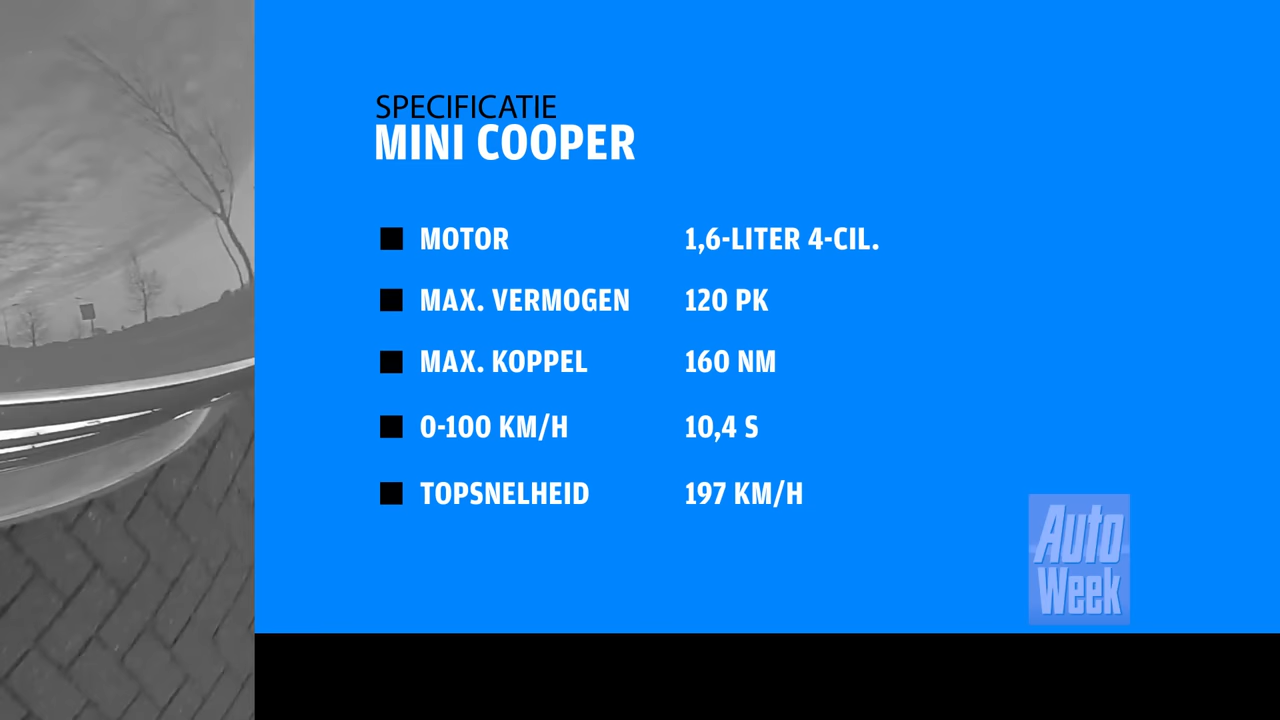 SPECIFICATIE
MINI COOPER
MOTOR 1,6-LITER 4-CIL.
MAX. VERMOGEN 120 PK
MAX. KOPPEL 160 NM
0-100 KM/H 10,4 S
TOPSNELHEID 197 KM/H
Auto
Week